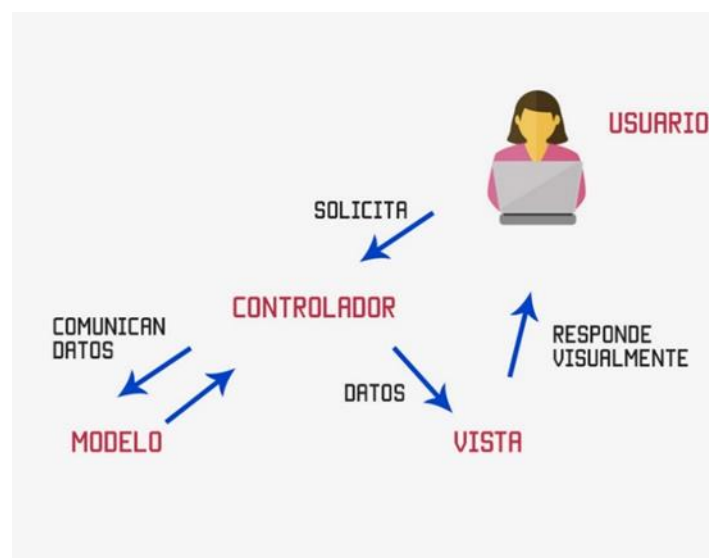 USUARIO
SOLICITA
CONTROLADOR
COMUNICAN
DATOS
RESPONDE
VISUALMENTE
DATOS
MODELO
VISTA